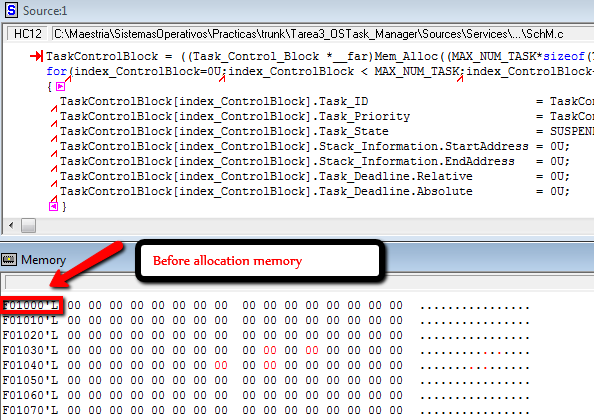 S Source:1
HC12 C:\Maestria\SistemasOperativos\Practicas\trunk\Tarea3_OSTask_Manager\Sources\Services\...\SchM.c
TaskControlBlock = ((Task_Control_Block *__far)Mem_Alloc((MAX_NUM_TASK*sizeof(T
for(index_ControlBlock=0U;index_ControlBlock < MAX_NUM_TASK;index_ControlBlock+
{
TaskControlBlock[index_ControlBlock].Task_ID = TaskCon
TaskControlBlock[index_ControlBlock].Task_Priority = TaskCon
TaskControlBlock[index_ControlBlock].Task_State = SUSPEND
TaskControlBlock[index_ControlBlock].Stack_Information.StartAddress = 0U;
TaskControlBlock[index_ControlBlock].Stack_Information.EndAddress = 0U;
TaskControlBlock[index_ControlBlock].Task_Deadline.Relative = 0U;
TaskControlBlock[index_ControlBlock].Task_Deadline.Absolute = 0U;
}
Memory
Before allocation memory
F01000'L 00 00 00 00 00 00 00 00 00 00 00 00 00 00 00 00 ................
F01010'L 00 00 00 00 00 00 00 00 00 00 00 00 00 00 00 00 ................
F01020'L 00 00 00 00 00 00 00 00 00 00 00 00 00 00 00 00 ................
F01030'L 00 00 00 00 00 00 00 00 00 00 00 00 00 00 00 00 ................
F01040'L 00 00 00 00 00 00 00 00 00 00 00 00 00 00 00 00 ................
F01050'L 00 00 00 00 00 00 00 00 00 00 00 00 00 00 00 00 ................
F01060'L 00 00 00 00 00 00 00 00 00 00 00 00 00 00 00 00 ................
F01070'L 00 00 00 00 00 00 00 00 00 00 00 00 00 00 00 00 ................